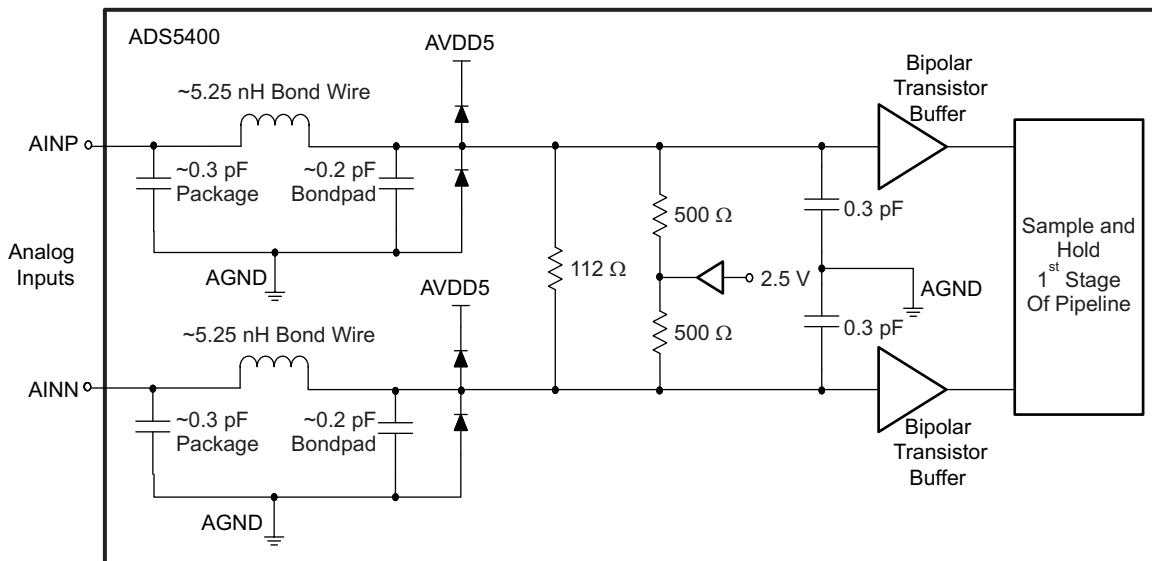 ADS5400
AVDD5
Bipolar
Transistor
Buffer
~5.25 nH Bond Wire
AINP
~0.3 pF
Package
~0.2 pF
Bondpad
500 Ω
0.3 pF
Sample and
Hold
1st Stage
Of Pipeline
Analog
Inputs
AGND
112 Ω
2.5 V
AGND
AVDD5
500 Ω
0.3 pF
~5.25 nH Bond Wire
AINN
~0.3 pF
Package
~0.2 pF
Bondpad
Bipolar
Transistor
Buffer
AGND